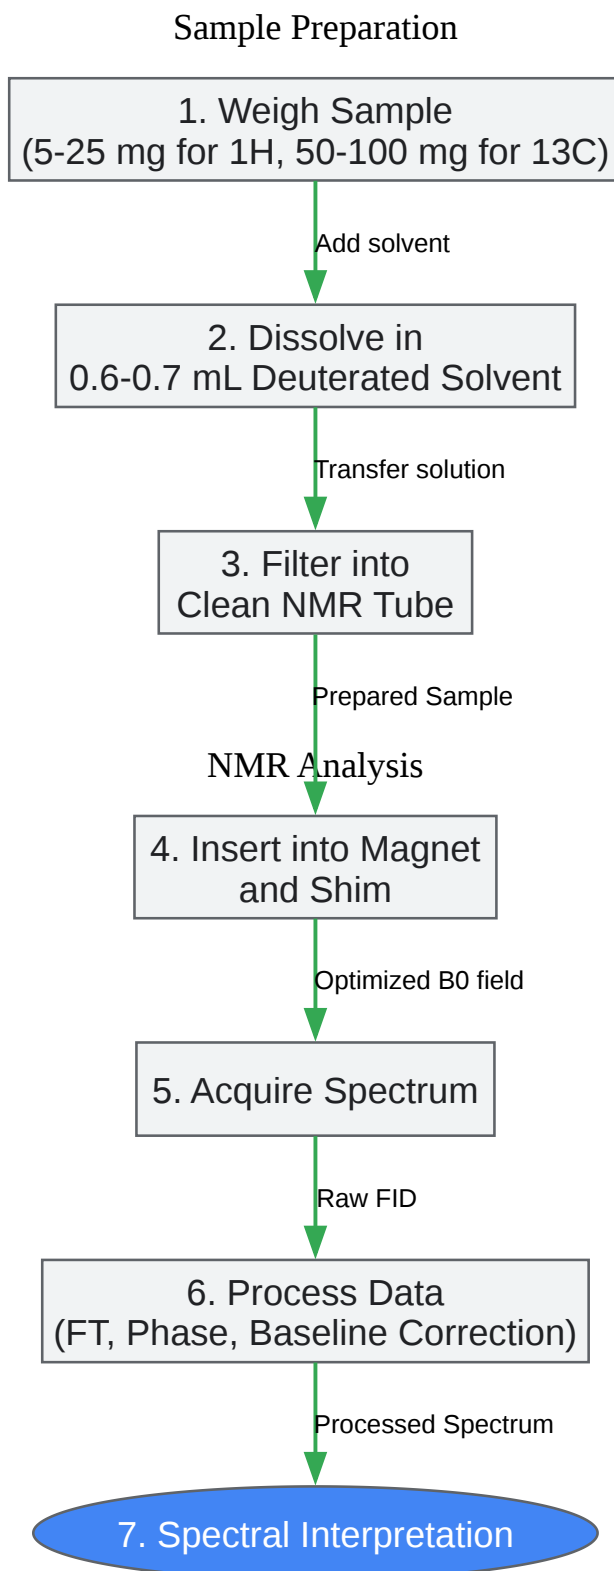 Sample Preparation
1. Weigh Sample
(5-25 mg for 1H, 50-100 mg for 13C)
Add solvent
2. Dissolve in
0.6-0.7 mL Deuterated Solvent
Transfer solution
3. Filter into
Clean NMR Tube
Prepared Sample
NMR Analysis
4. Insert into Magnet
and Shim
Optimized B0 field
5. Acquire Spectrum
Raw FID
6. Process Data
(FT, Phase, Baseline Correction)
Processed Spectrum
7. Spectral Interpretation